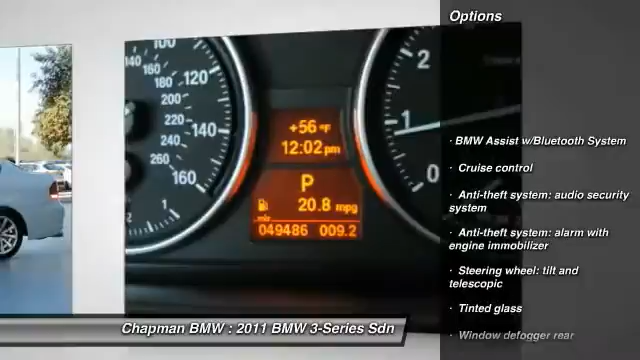 Options
100
120
140
160
140
160
180
200
220
240
260
2
1
0
+56 °F
12:02 pm
P
20.8 mpg
mls
049486 009.2
· BMW Assist w/Bluetooth System
· Cruise control
· Anti-theft system: audio security
system
· Anti-theft system: alarm with
engine immobilizer
· Steering wheel: tilt and
telescopic
· Tinted glass
· Window defogger rear
Chapman BMW : 2011 BMW 3-Series Sdn